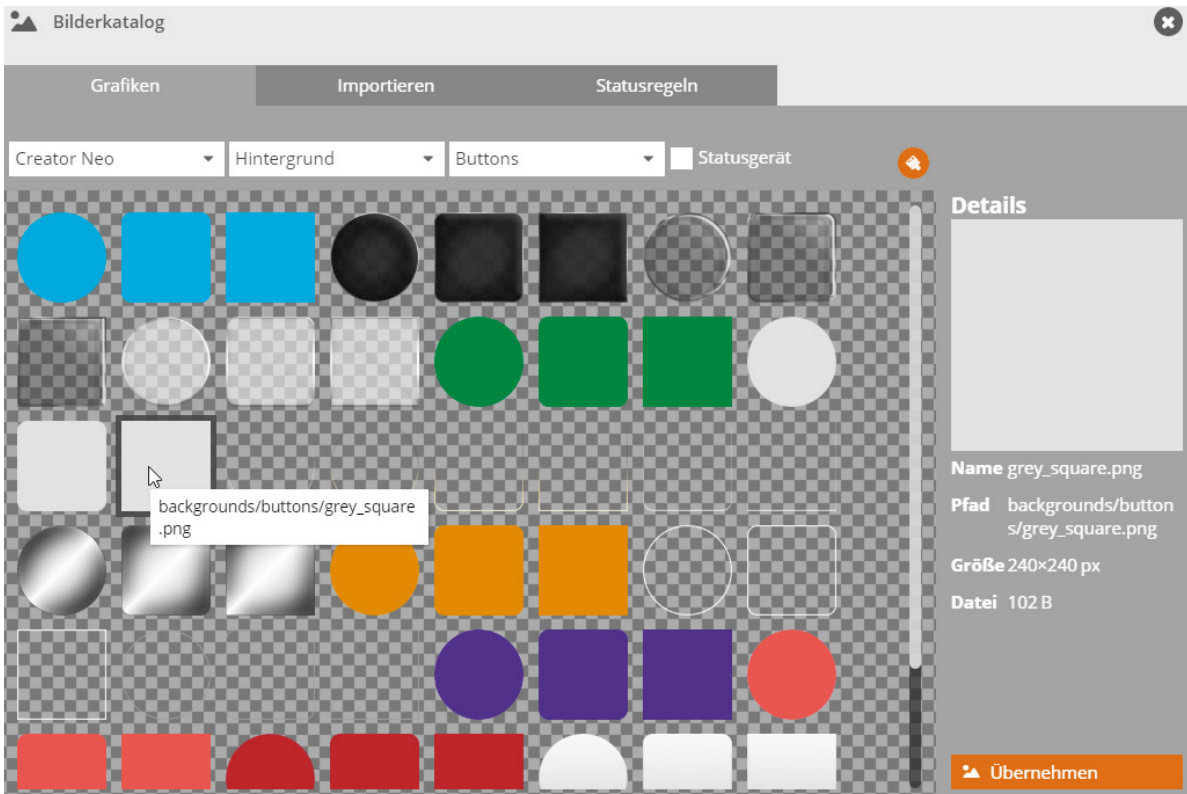 Bilderkatalog
Grafiken Importieren Statusregeln
Creator Neo Hintergrund Buttons Statusgerät
Details
backgrounds/buttons/grey_square
.png
Name grey_square.png
Pfad backgrounds/button
s/grey_square.png
Größe 240×240 px
Datei 102 B
Übernehmen